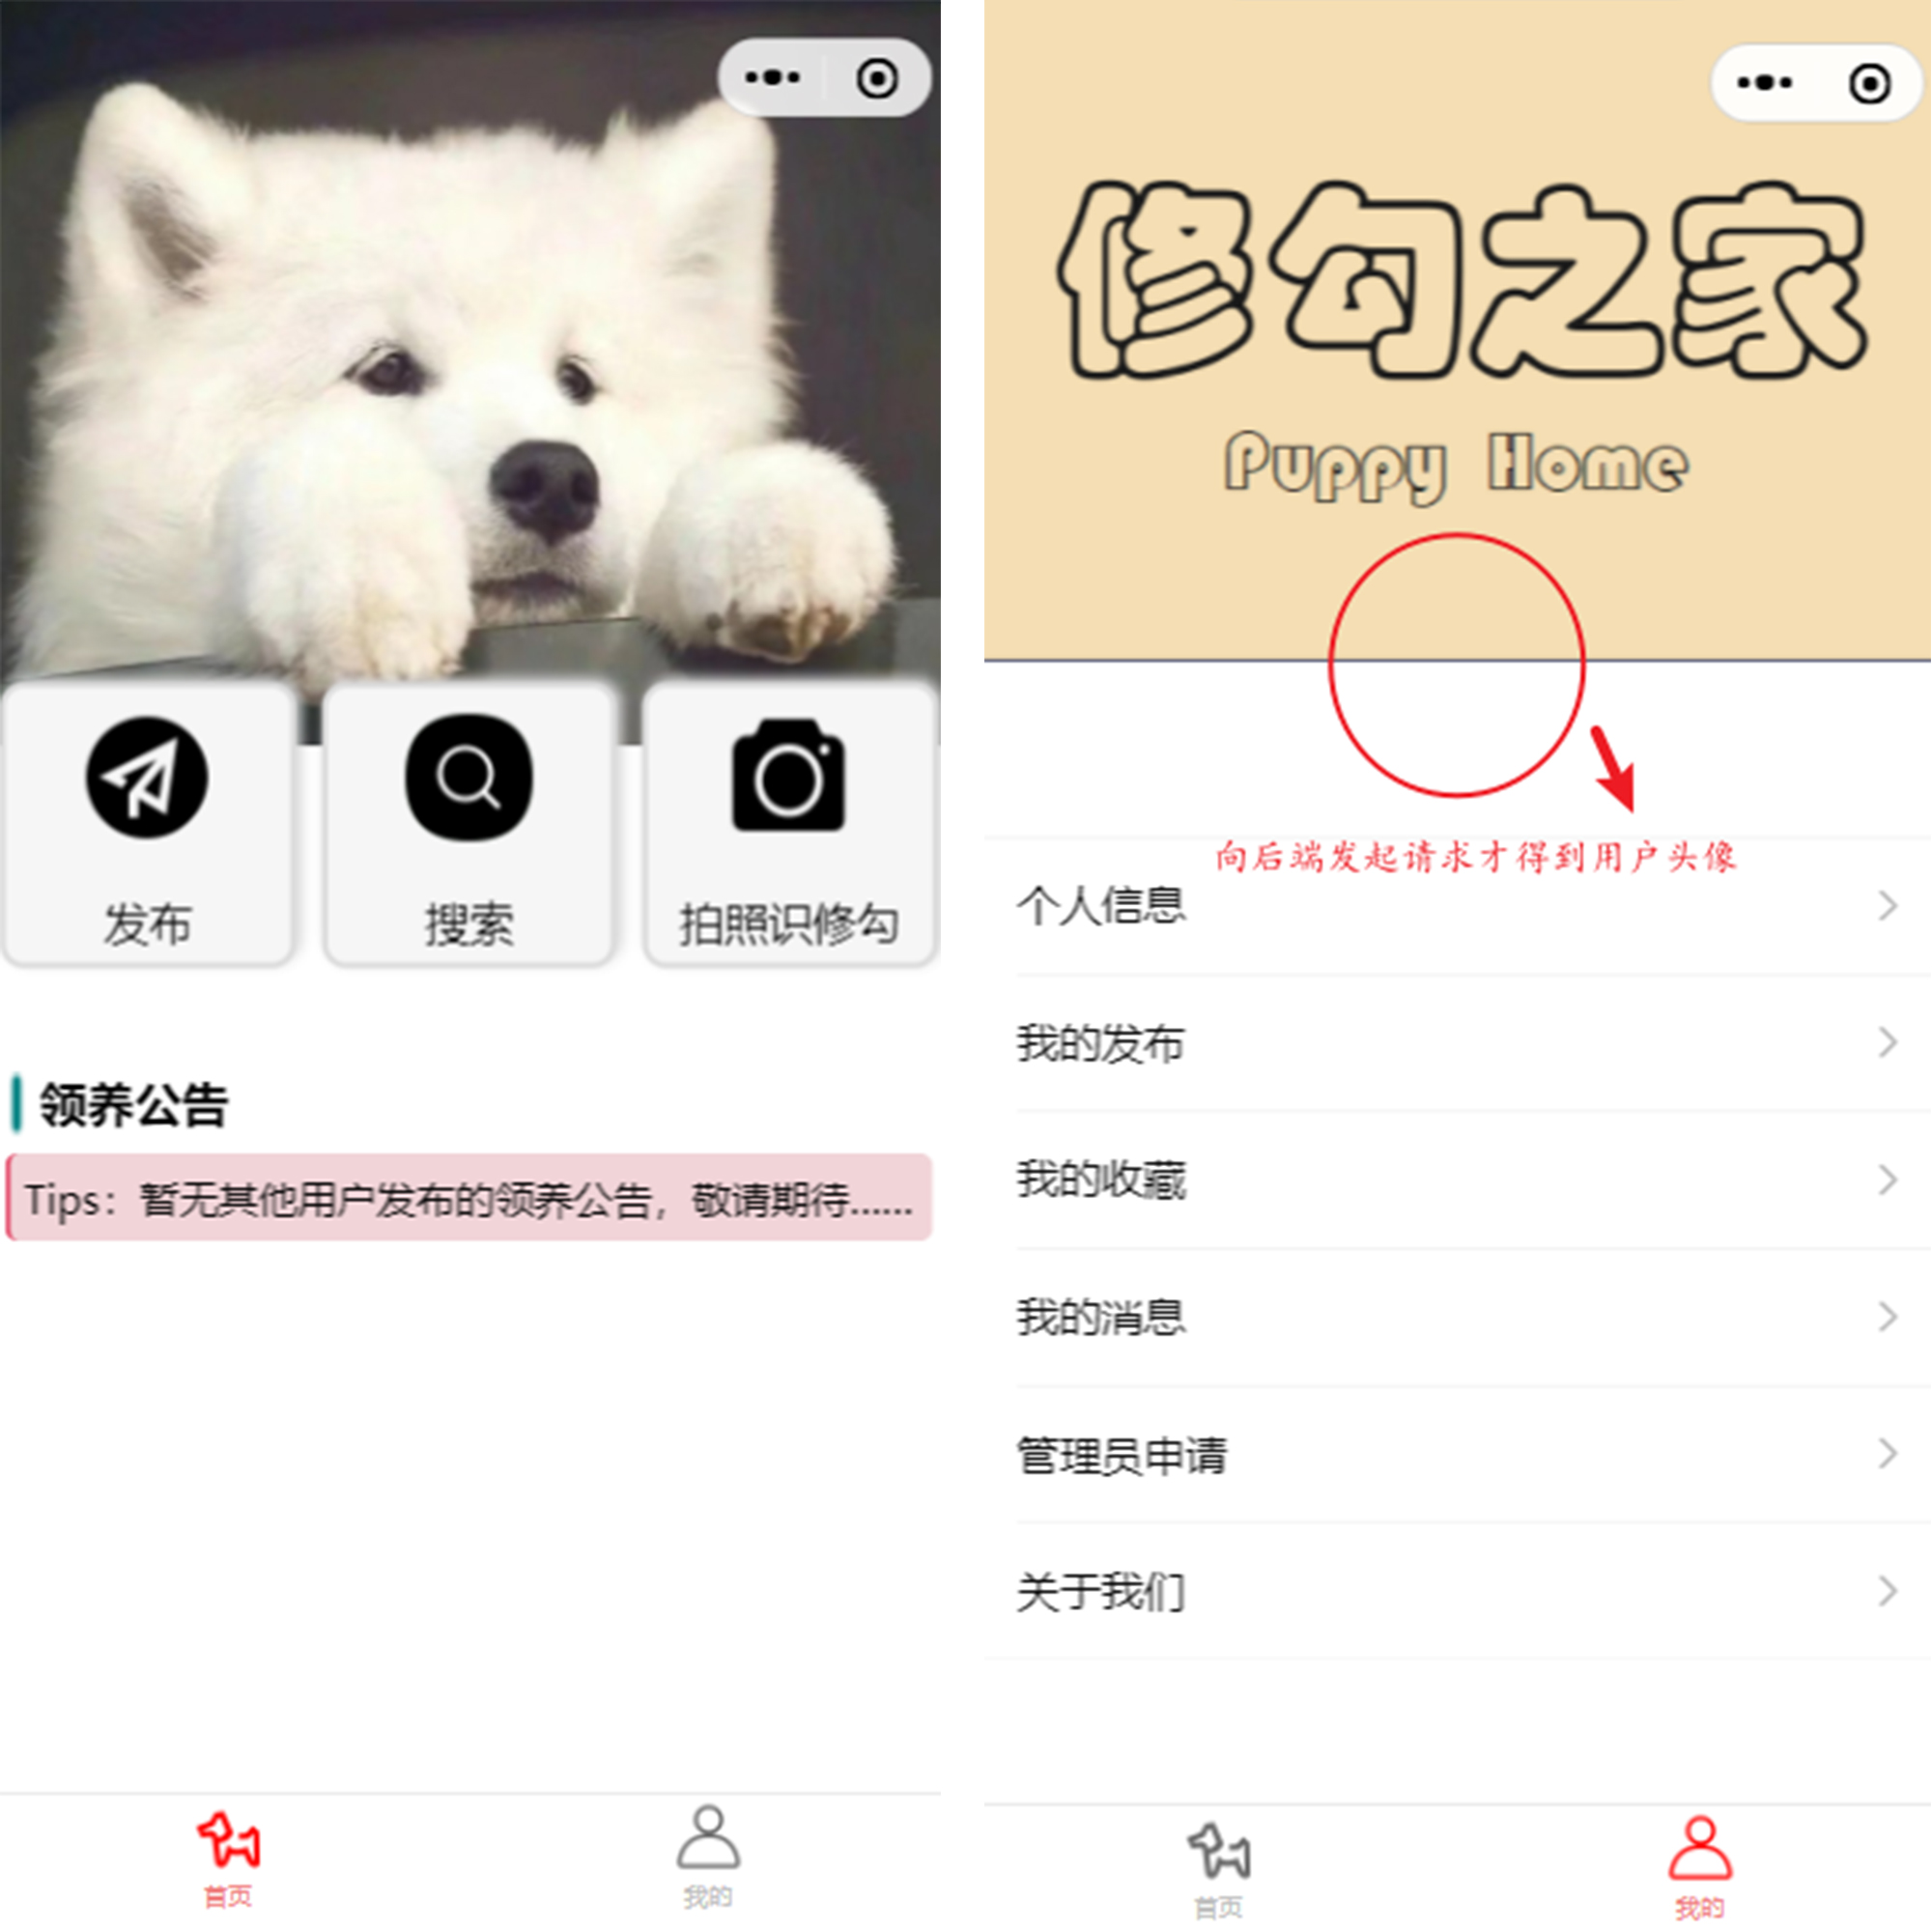 发布
搜索
拍照识修勾
领养公告
Tips：暂无其他用户发布的领养公告，敬请期待......
首页
我的
修勾之家
Puppy Home
向后端发起请求才得到用户头像
个人信息
我的发布
我的收藏
我的消息
管理员申请
关于我们
首页
我的